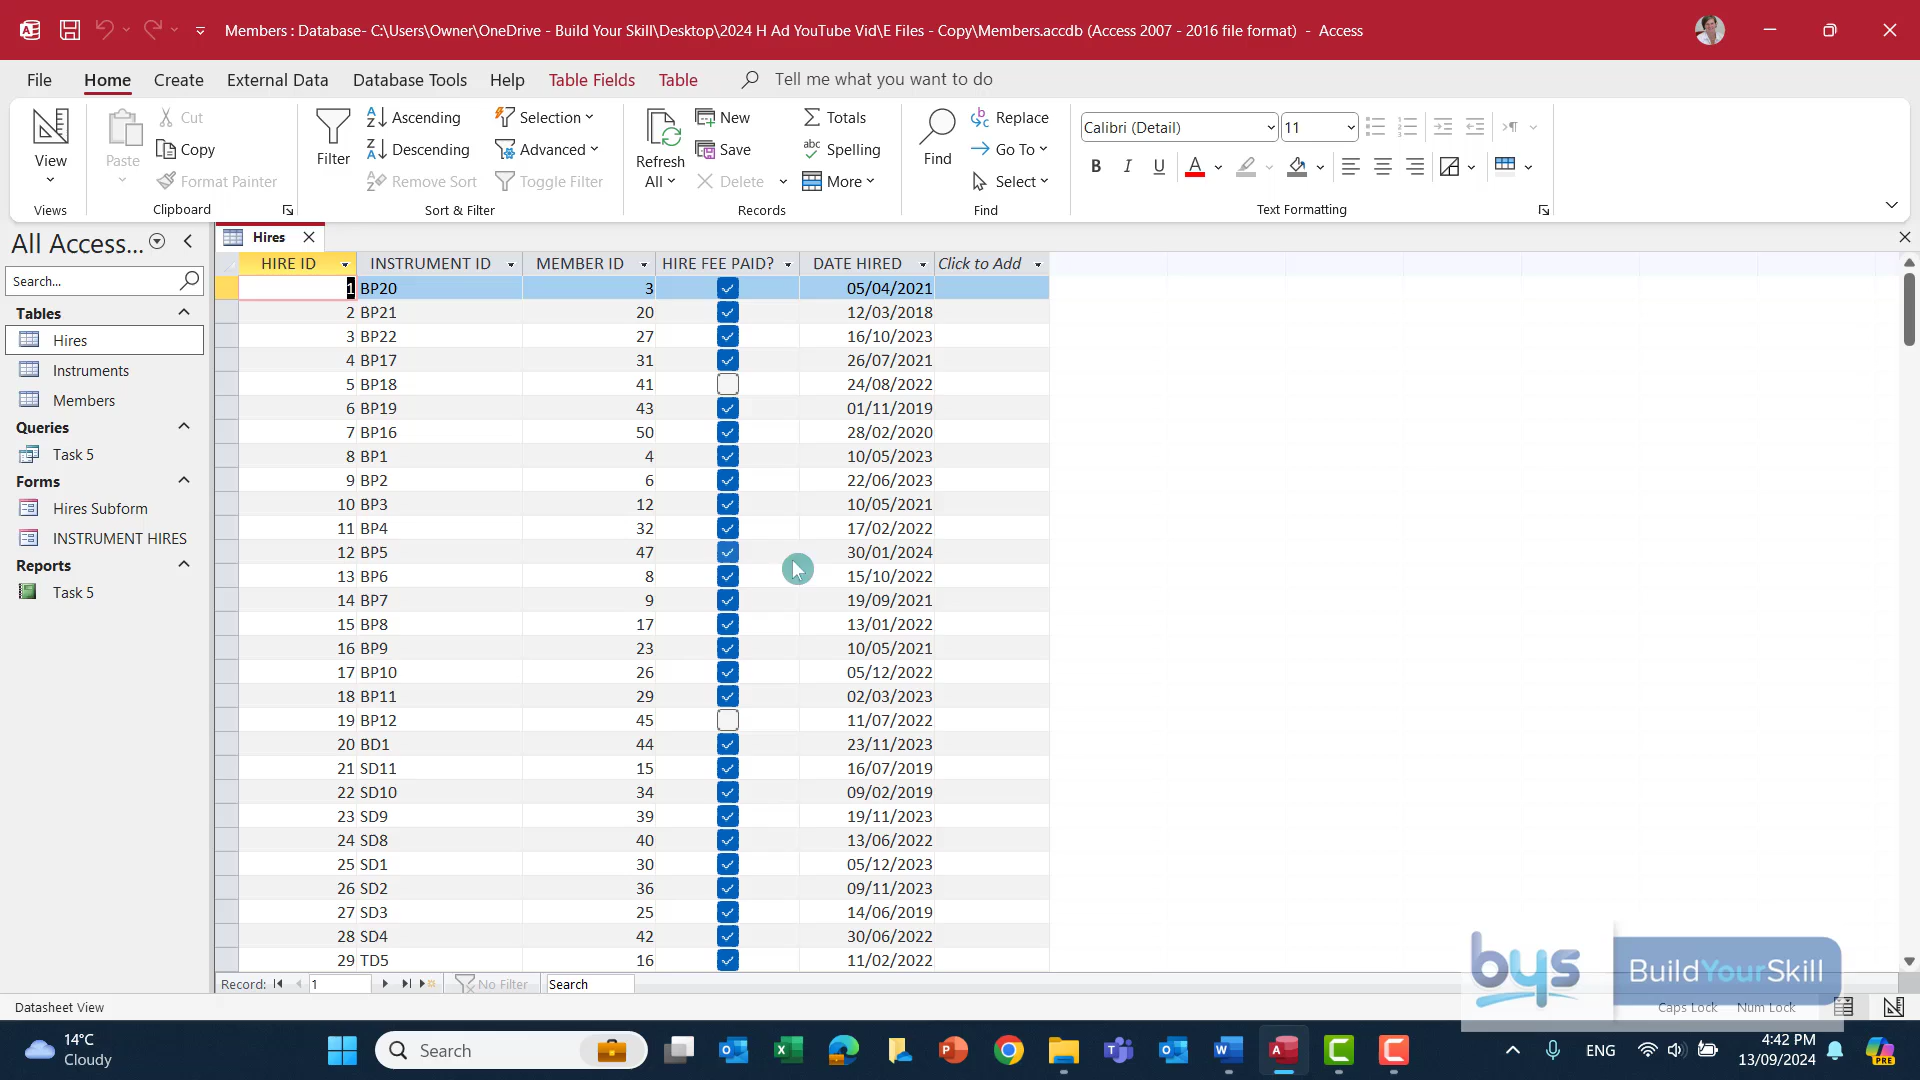 Members : Database- C:\Users\Owner\OneDrive - Build Your Skill\Desktop\2024 H Ad YouTube Vid\E Files - Copy\Members.accdb (Access 2007 - 2016 file format) - Access
File Home Create External Data Database Tools Help Table Fields Table Tell me what you want to do
View
Views
Paste
Cut
Copy
Format Painter
Clipboard
Filter
Ascending
Descending
Remove Sort
Selection
Advanced
Toggle Filter
Sort & Filter
Refresh
All
New
Save
Delete
Totals
Spelling
More
Records
Find
Replace
Go To
Select
Find
Calibri (Detail) 11
B I U A
Text Formatting
All Access...
Search...
Tables
Hires
Instruments
Members
Queries
Task 5
Forms
Hires Subform
INSTRUMENT HIRES
Reports
Task 5
Hires
HIRE ID INSTRUMENT ID MEMBER ID HIRE FEE PAID? DATE HIRED Click to Add
1 BP20 3 05/04/2021
2 BP21 20 12/03/2018
3 BP22 27 16/10/2023
4 BP17 31 26/07/2021
5 BP18 41 24/08/2022
6 BP19 43 01/11/2019
7 BP16 50 28/02/2020
8 BP1 4 10/05/2023
9 BP2 6 22/06/2023
10 BP3 12 10/05/2021
11 BP4 32 17/02/2022
12 BP5 47 30/01/2024
13 BP6 8 15/10/2022
14 BP7 9 19/09/2021
15 BP8 17 13/01/2022
16 BP9 23 10/05/2021
17 BP10 26 05/12/2022
18 BP11 29 02/03/2023
19 BP12 45 11/07/2022
20 BD1 44 23/11/2023
21 SD11 15 16/07/2019
22 SD10 34 09/02/2019
23 SD9 39 19/11/2023
24 SD8 40 13/06/2022
25 SD1 30 05/12/2023
26 SD2 36 09/11/2023
27 SD3 25 14/06/2019
28 SD4 42 30/06/2022
29 TD5 16 11/02/2022
Record: 1 No Filter Search
bys BuildYourSkill
Datasheet View Caps Lock Num Lock
14°C
Cloudy
Search
ENG
4:42 PM
13/09/2024
PRE